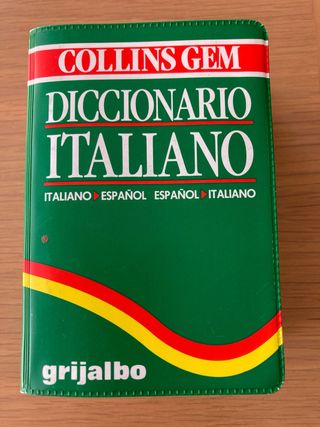 COLLINS GEM
DICCIONARIO
ITALIANO
ITALIANO ESPAÑOL ESPAÑOL ITALIANO
grijalbo